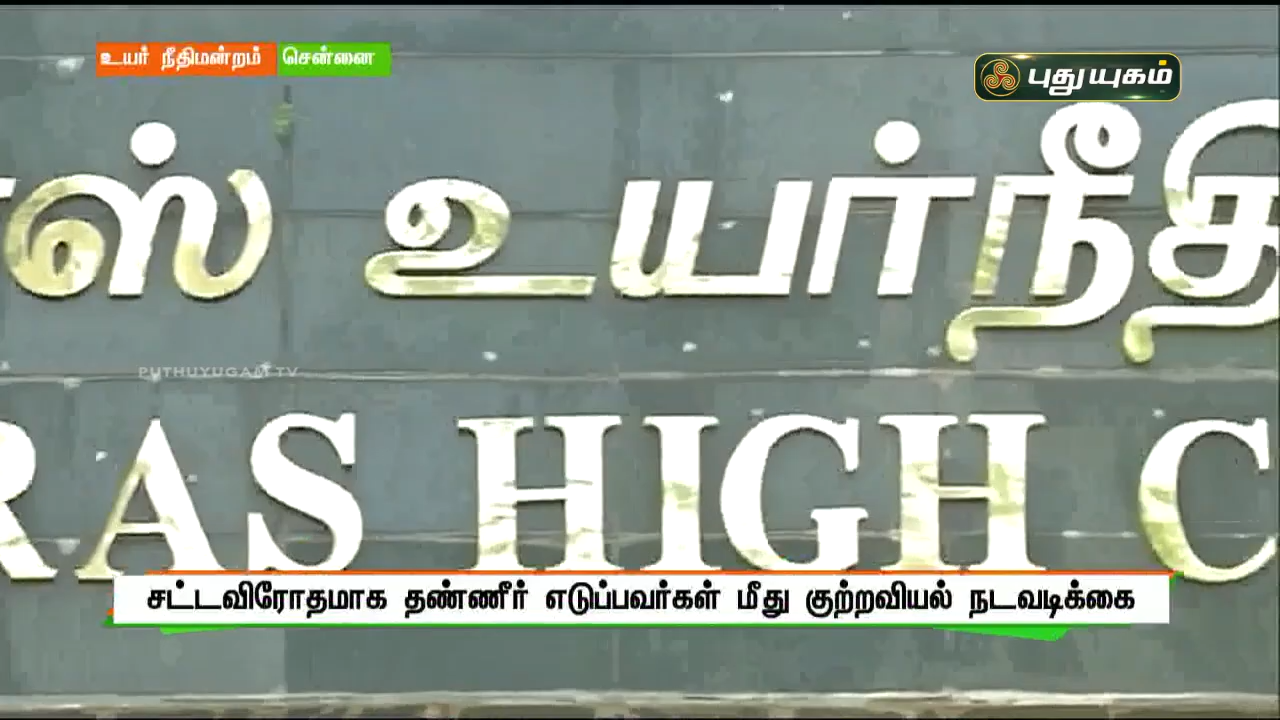 உயர் நீதிமன்றம் சென்னை
புதுயுகம்
ஸ் உயர்நீதி
PUTHUYUGAM TV
RAS HIGH C
சட்டவிரோதமாக தண்ணீர் எடுப்பவர்கள் மீது குற்றவியல் நடவடிக்கை